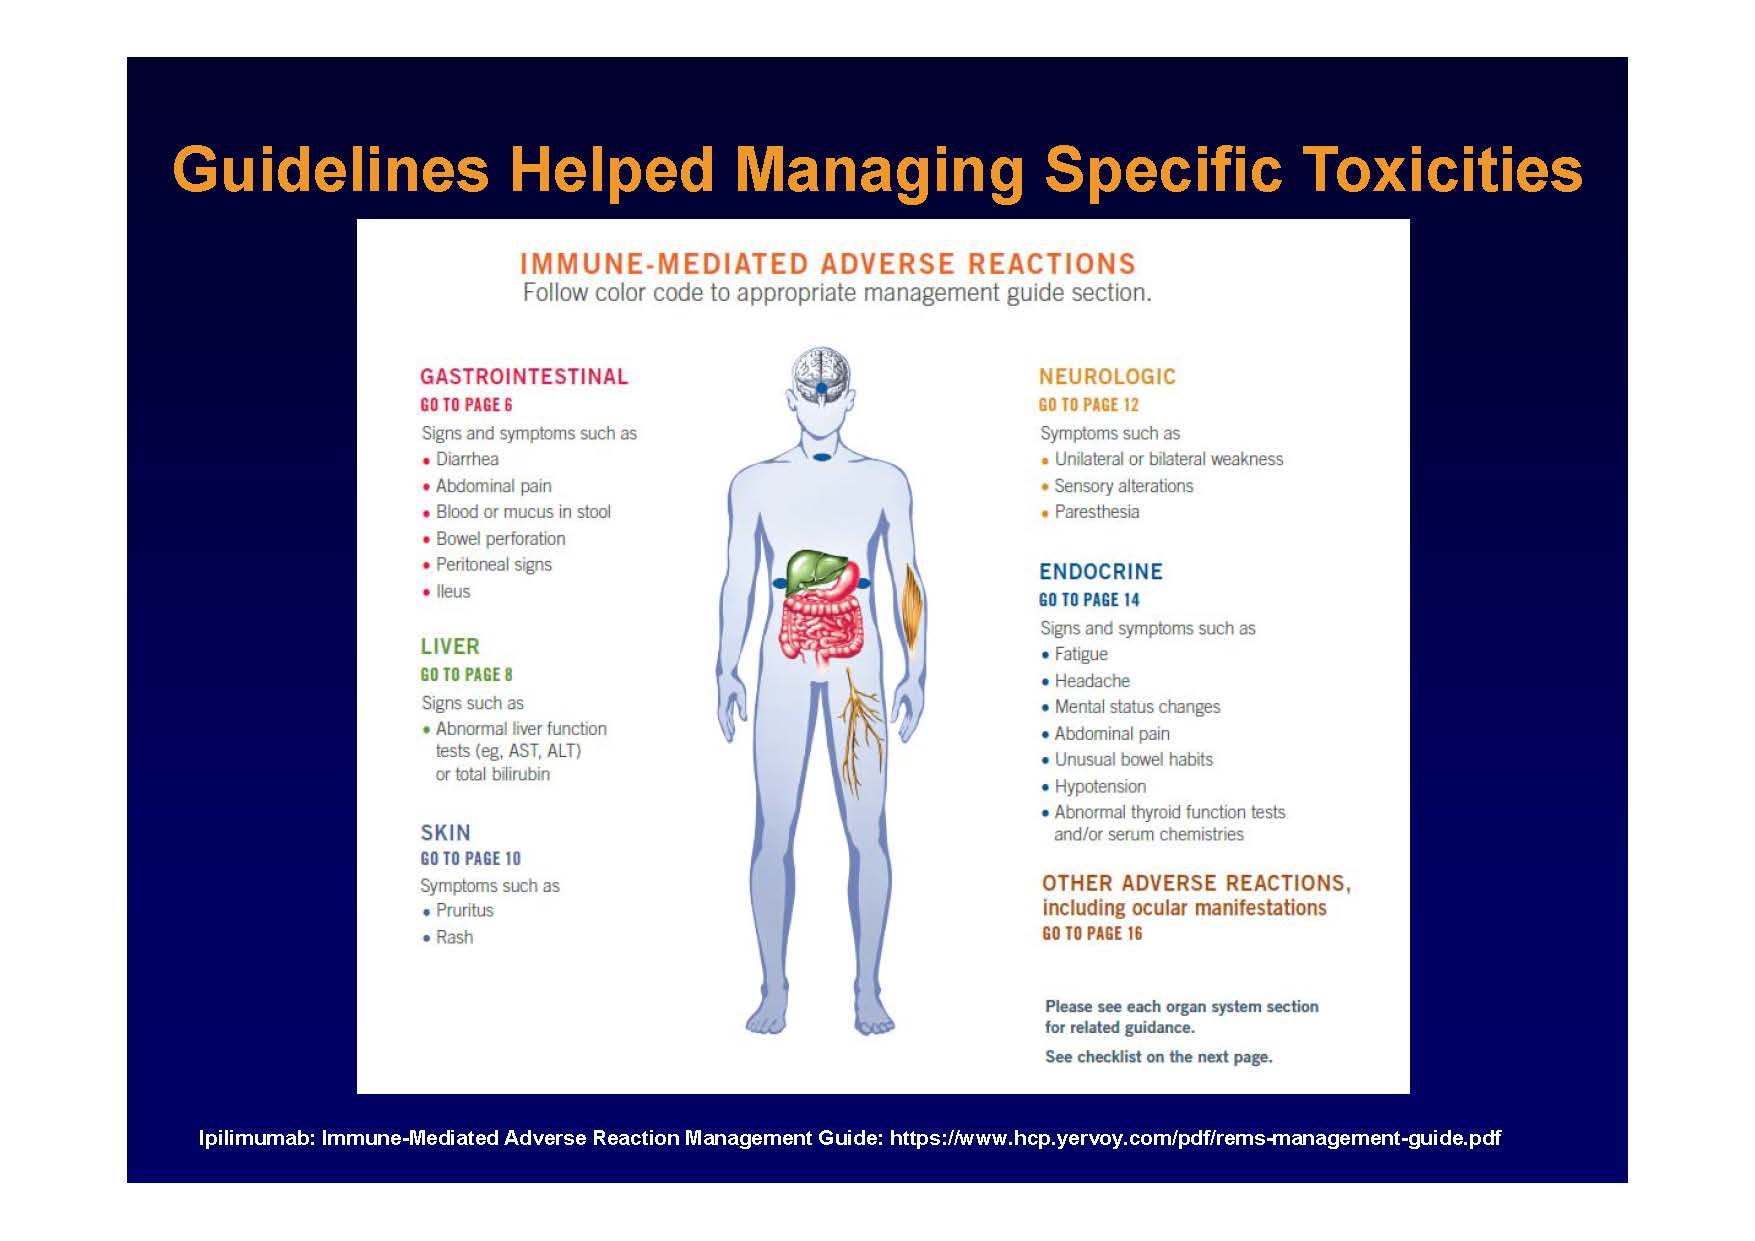 Guidelines Helped Managing Specific Toxicities
IMMUNE-MEDIATED ADVERSE REACTIONS
Follow color code to appropriate management guide section.
GASTROINTESTINAL
GO TO PAGE 6
Signs and symptoms such as
• Diarrhea
• Abdominal pain
• Blood or mucus in stool
• Bowel perforation
• Peritoneal signs
• Ileus
LIVER
GO TO PAGE 8
Signs such as
• Abnormal liver function
tests (eg, AST, ALT)
or total bilirubin
SKIN
GO TO PAGE 10
Symptoms such as
• Pruritus
• Rash
NEUROLOGIC
GO TO PAGE 12
Symptoms such as
• Unilateral or bilateral weakness
• Sensory alterations
• Paresthesia
ENDOCRINE
GO TO PAGE 14
Signs and symptoms such as
• Fatigue
• Headache
• Mental status changes
• Abdominal pain
• Unusual bowel habits
• Hypotension
• Abnormal thyroid function tests
and/or serum chemistries
OTHER ADVERSE REACTIONS,
including ocular manifestations
GO TO PAGE 16
Please see each organ system section
for related guidance.
See checklist on the next page.
Ipilimumab: Immune-Mediated Adverse Reaction Management Guide: https://www.hcp.yervoy.com/pdf/rems-management-guide.pdf